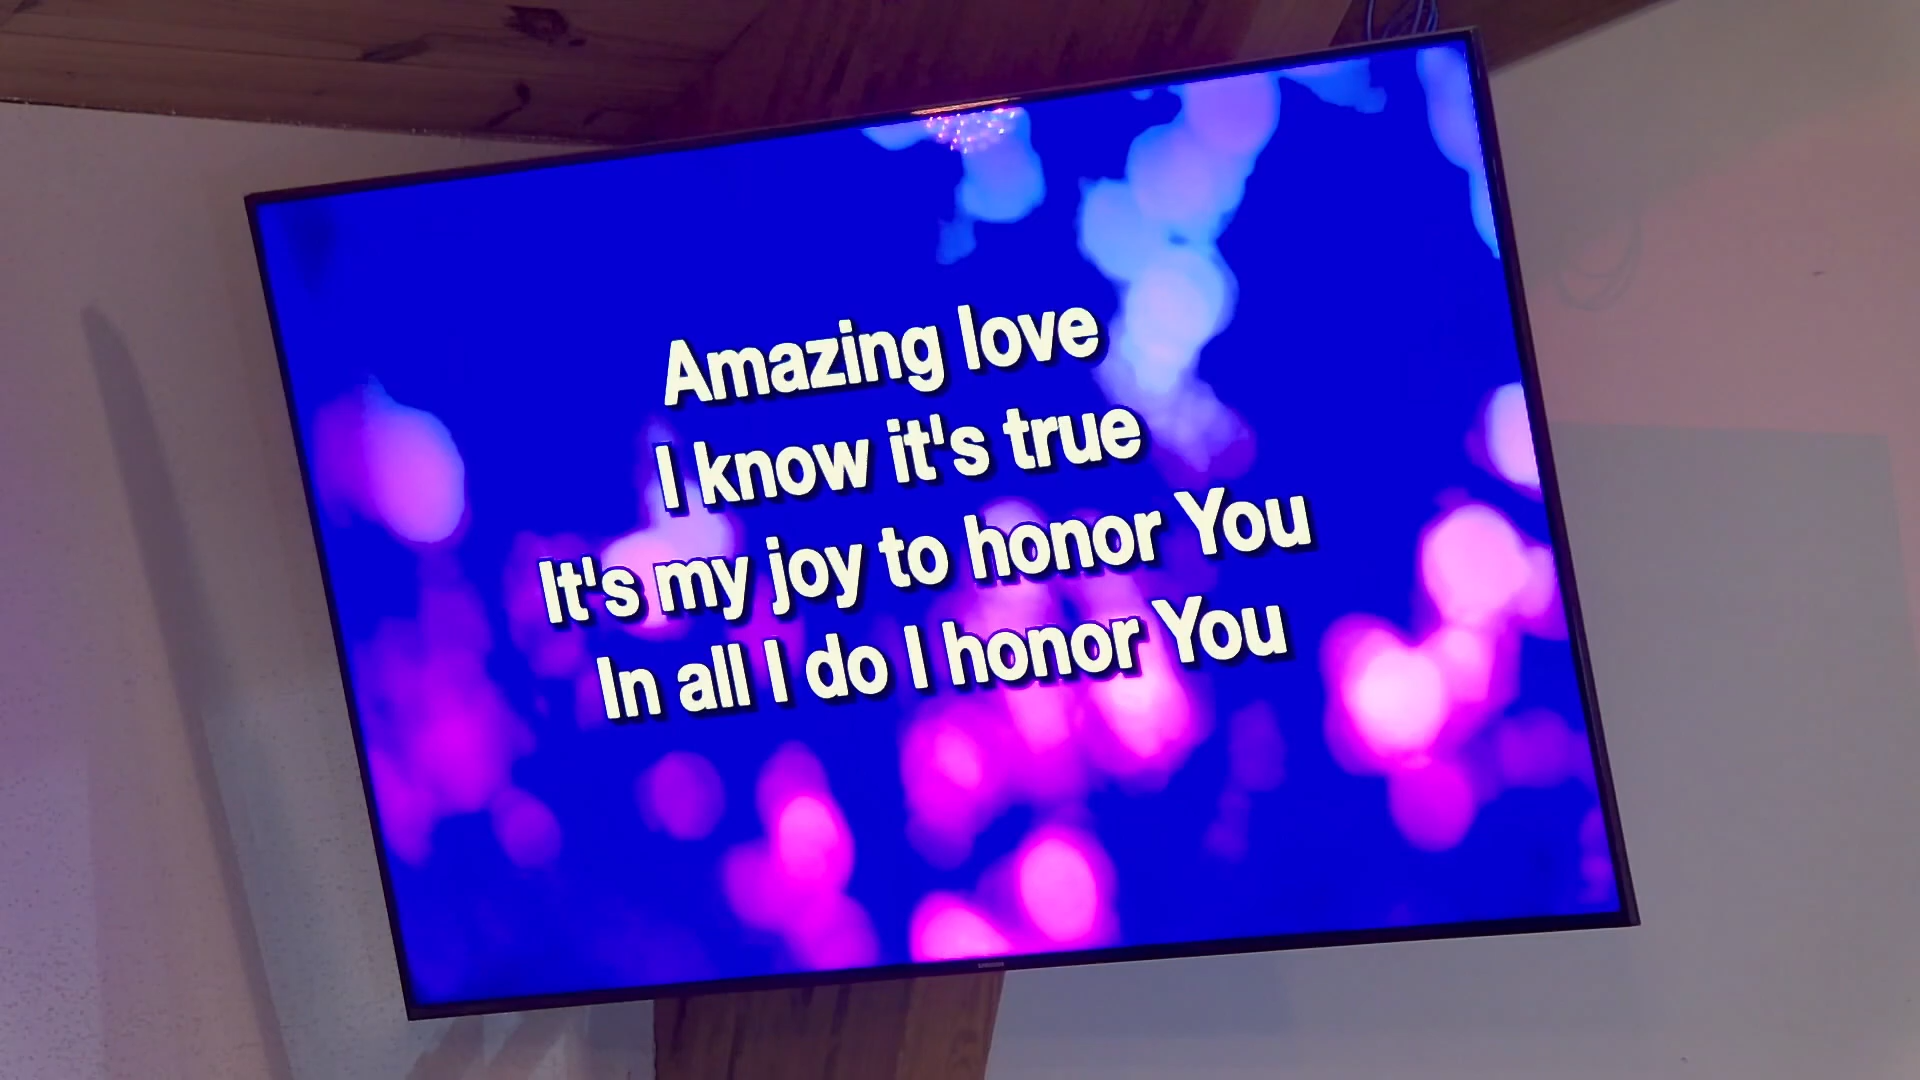 Amazing love
I know it's true
It's my joy to honor You
In all I do I honor You